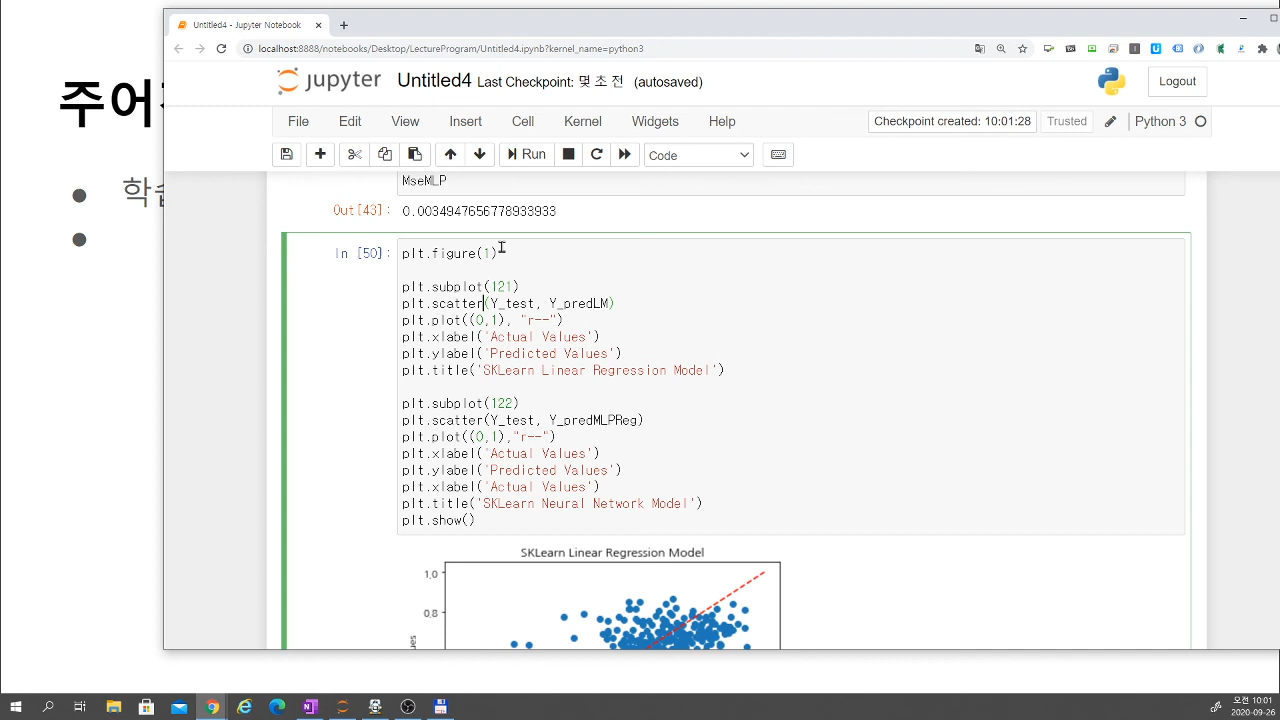 Untitled4 - Jupyter Notebook
localhost:8888/notebooks/Desktop/LectureProgram/Untitled4.ipynb?kernel_name=python3
주어
jupyter Untitled4 Last Checkpoint: 몇 초 전 (autosaved)
Logout
File Edit View Insert Cell Kernel Widgets Help
Checkpoint created: 10:01:28 Trusted Python 3
Run Code
학습
MseMLP
Out[43]: 0.0034947656778933933
In [50]: plt.figure(1)
plt.subplot(121)
plt.scatter(Y_test, Y_predLM)
plt.plot((0,1), "r--")
plt.xlabel('Actual Values')
plt.ylabel('Predicted Values')
plt.title('SKLearn Linear Regression Model')
plt.subplot(122)
plt.scatter(Y_test, Y_predMLPReg)
plt.plot((0,1),"r--")
plt.xlabel('Actual Values')
plt.ylabel('Predicted Values')
plt.xlabel('Actual Values')
plt.title('SKLearn Neural Network Model')
plt.show()
SKLearn Linear Regression Model
1,0
0,8
오전 10:01
2020-09-26